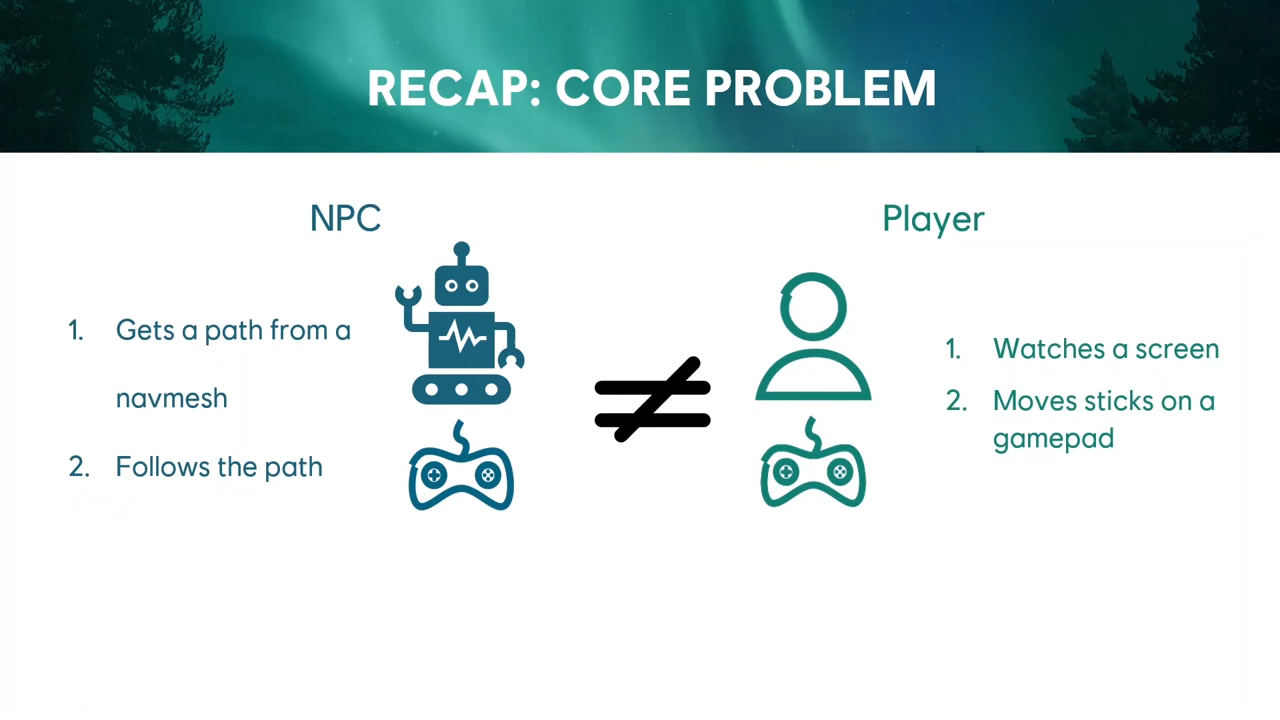 RECAP: CORE PROBLEM
NPC
1. Gets a path from a
navmesh
2. Follows the path
Player
1. Watches a screen
2. Moves sticks on a
gamepad